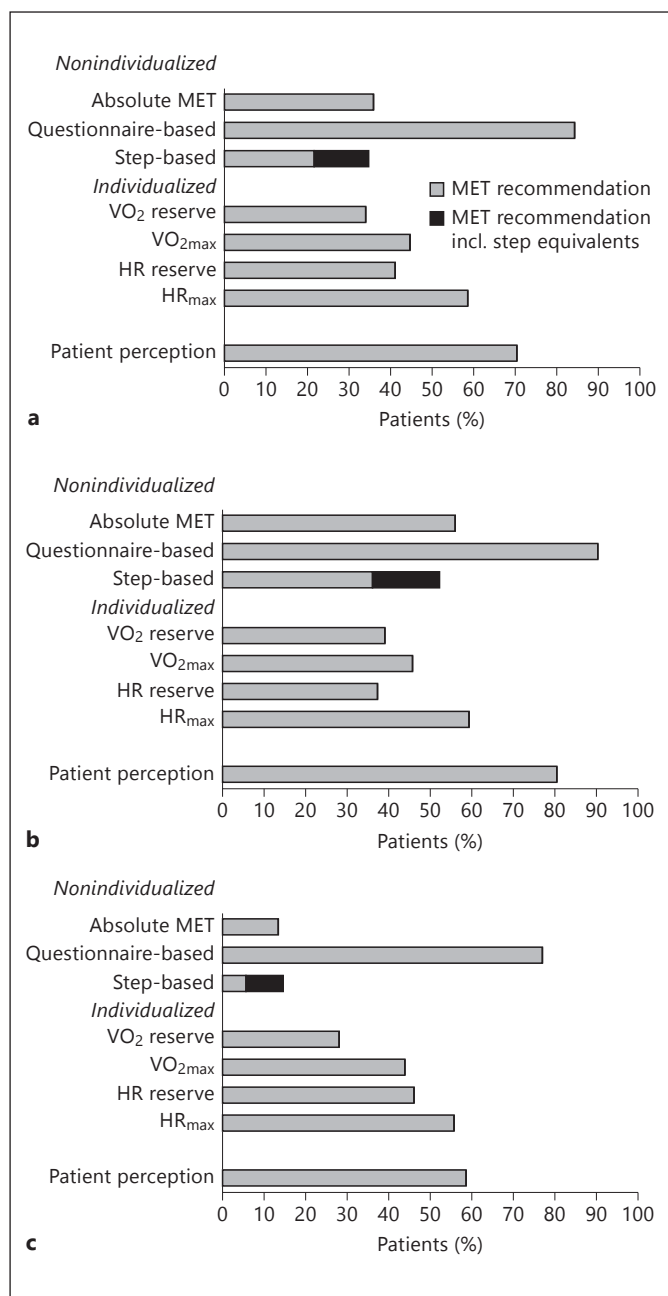 Nonindividualized
Absolute MET
Questionnaire-based
Step-based
Individualized
MET recommendation
VO2 reserve
MET recommendation
incl. step equivalents
VO2max
HR reserve
HRmax
Patient perception
0 10 20 30 40 50 60 70 80 90 100
a Patients (%)
Nonindividualized
Absolute MET
Questionnaire-based
Step-based
Individualized
VO2 reserve
VO2max
HR reserve
HRmax
Patient perception
0 10 20 30 40 50 60 70 80 90 100
b Patients (%)
Nonindividualized
Absolute MET
Questionnaire-based
Step-based
Individualized
VO2 reserve
VO2max
HR reserve
HRmax
Patient perception
0 10 20 30 40 50 60 70 80 90 100
c Patients (%)